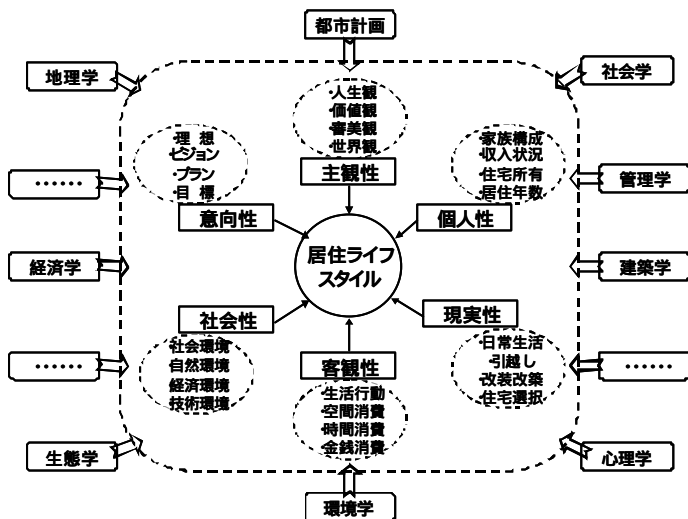 都市計画
地理学
社会学
・人生観
・価値観
・審美観
・世界観
主観性
・理 想
・ビジョン
・プラン
・目 標
意向性
・家族構成
・収入状況
・住宅所有
・居住年数
個人性
……
管理学
経済学
建築学
居住ライフ
スタイル
社会性
・社会環境
・自然環境
・経済環境
・技術環境
現実性
・日常生活
・引越し
・改装改築
・住宅選択
客観性
・生活行動
・空間消費
・時間消費
・金銭消費
……
……
生態学
心理学
環境学